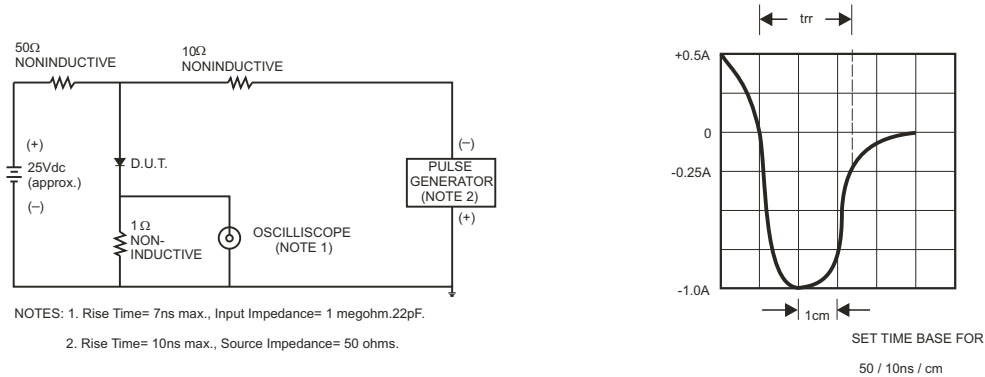 50Ω
NONINDUCTIVE
10Ω
NONINDUCTIVE
(+)
25Vdc
(approx.)
(–)
D.U.T.
1Ω
NON-
INDUCTIVE
OSCILLISCOPE
(NOTE 1)
(–)
PULSE
GENERATOR
(NOTE 2)
(+)
NOTES: 1. Rise Time= 7ns max., Input Impedance= 1 megohm.22pF.
2. Rise Time= 10ns max., Source Impedance= 50 ohms.
trr
+0.5A
0
-0.25A
-1.0A
1cm
SET TIME BASE FOR
50 / 10ns / cm